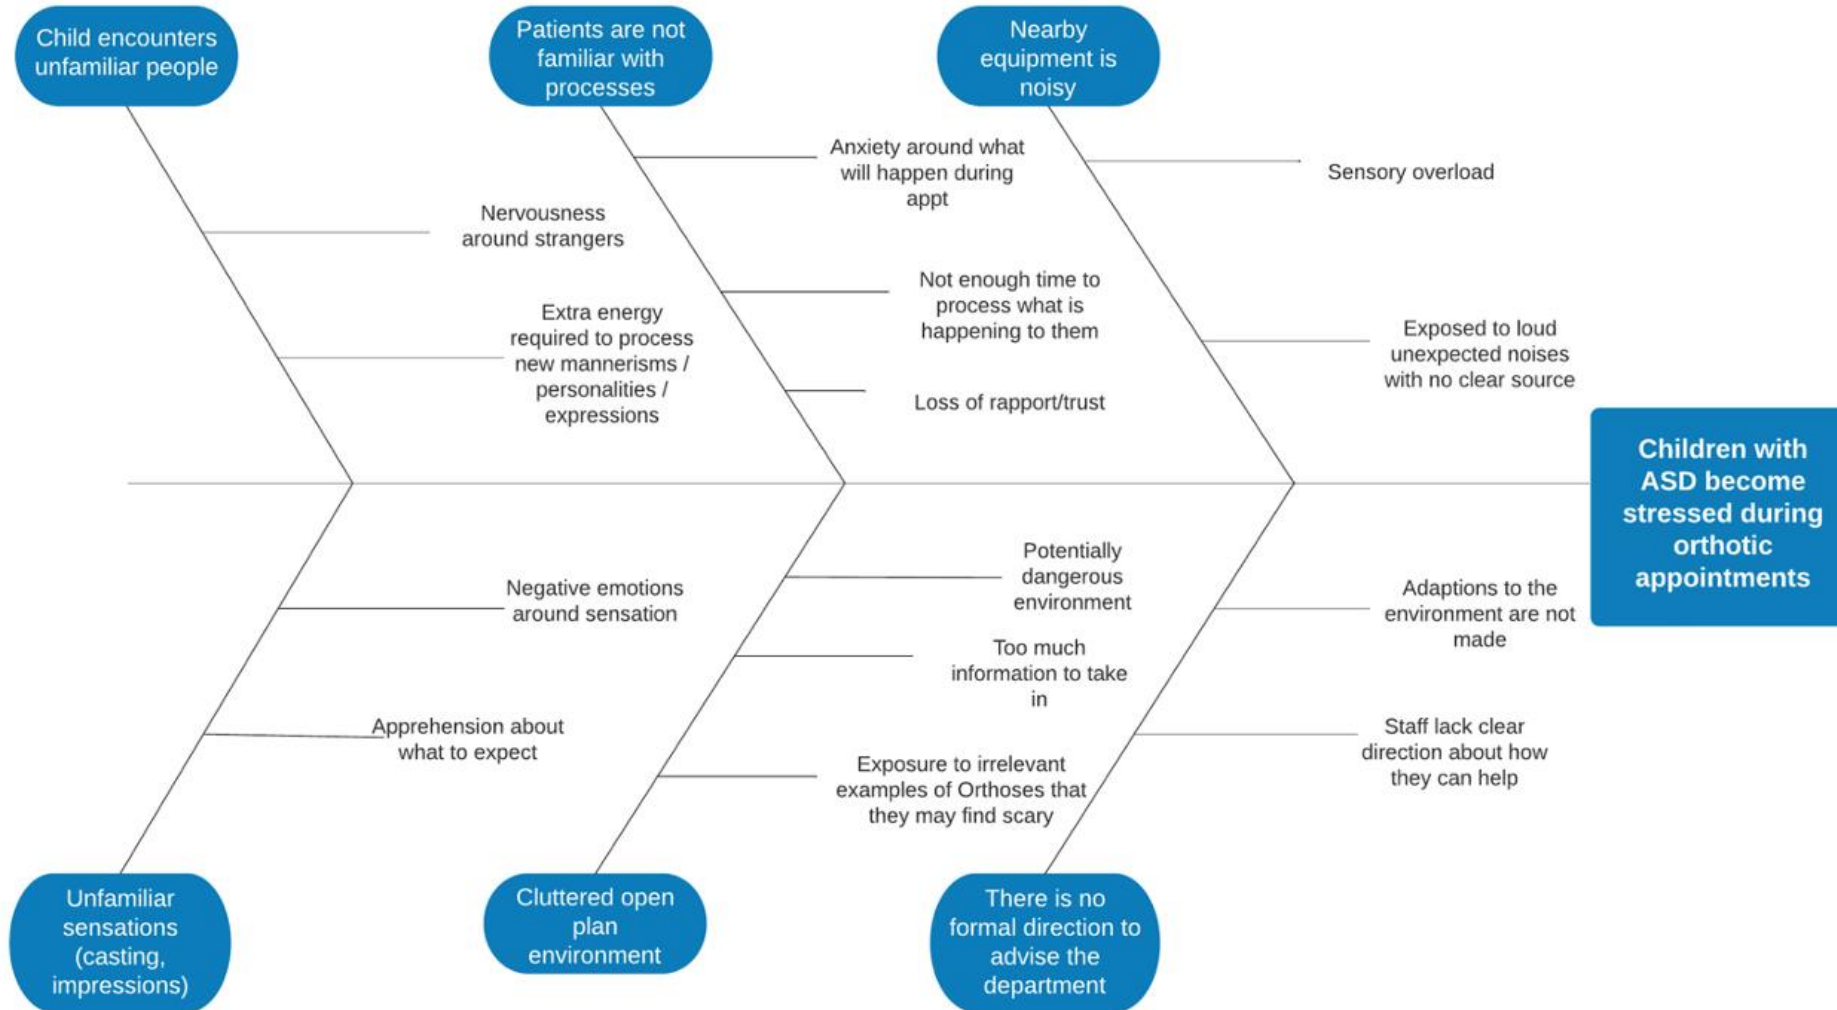 Child encounters
unfamiliar people
Patients are not
familiar with
processes
Nearby
equipment is
noisy
Nervousness
around strangers
Extra energy
required to process
new mannerisms /
personalities /
expressions
Anxiety around what
will happen during
appt
Not enough time to
process what is
happening to them
Loss of rapport/trust
Sensory overload
Exposed to loud
unexpected noises
with no clear source
Children with
ASD become
stressed during
orthotic
appointments
Negative emotions
around sensation
Apprehension about
what to expect
Potentially
dangerous
environment
Too much
information to take
in
Exposure to irrelevant
examples of Orthoses that
they may find scary
Adaptions to the
environment are not
made
Staff lack clear
direction about how
they can help
Unfamiliar
sensations
(casting,
impressions)
Cluttered open
plan
environment
There is no
formal direction to
advise the
department